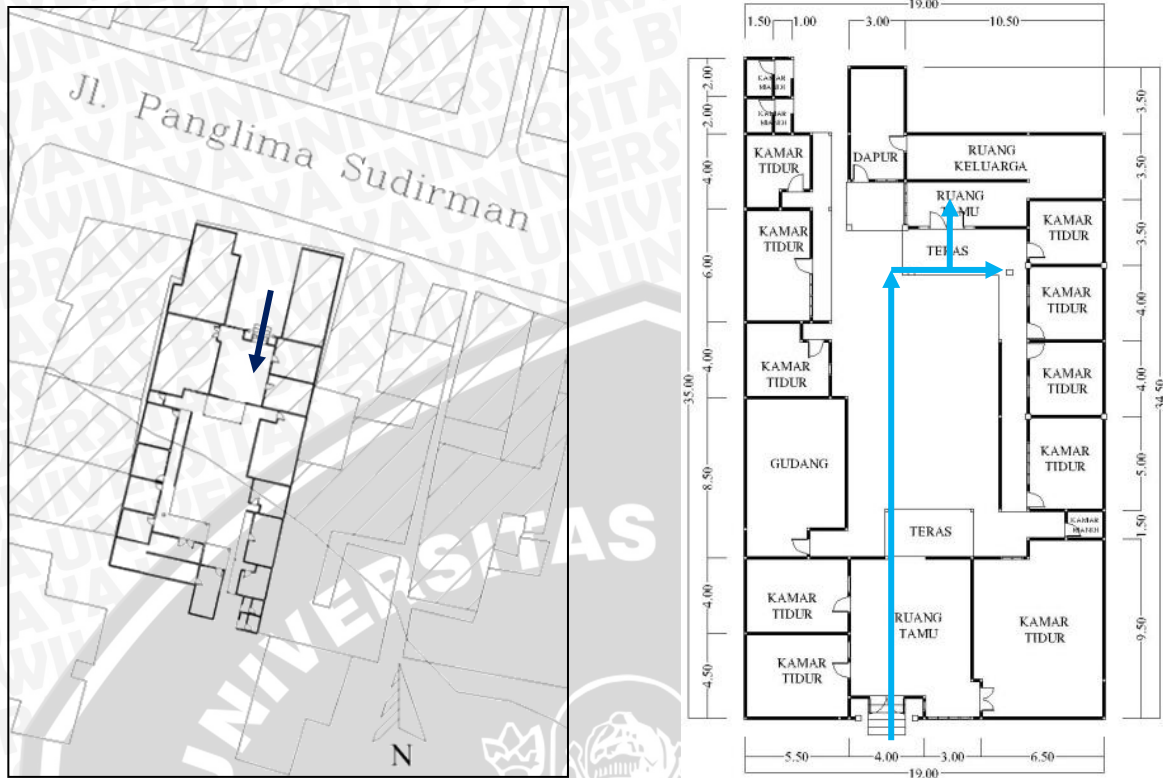 Jl. Panglima Sudirman
N
UNIVERSITAS
19.00
1.50
1.00
3.00
10.50
2.00
2.00
4.00
6.00
4.00
8.50
4.00
4.50
35.00
3.50
3.50
3.50
4.00
4.00
5.00
1.50
9.50
34.50
KAMAR
MANDI
KAMAR
MANDI
KAMAR
TIDUR
DAPUR
RUANG
KELUARGA
RUANG
TAMU
KAMAR
TIDUR
KAMAR
TIDUR
TERAS
KAMAR
TIDUR
KAMAR
TIDUR
KAMAR
TIDUR
GUDANG
KAMAR
TIDUR
TERAS
KAMAR
MANDI
KAMAR
TIDUR
RUANG
TAMU
KAMAR
TIDUR
KAMAR
TIDUR
5.50
4.00
3.00
6.50
19.00